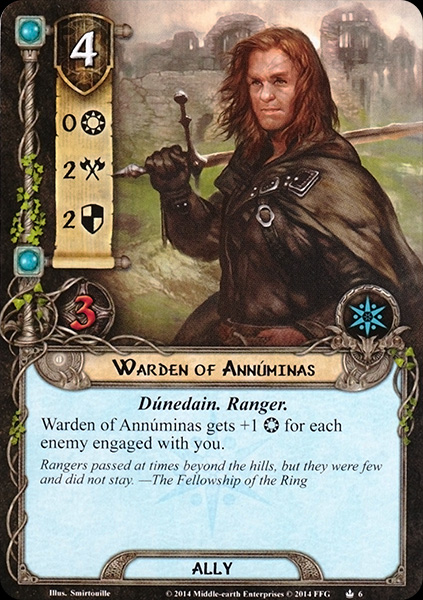 4
0
2
2
3
Warden of Annúminas
Dúnedain. Ranger.
Warden of Annúminas gets +1 for each
enemy engaged with you.
Rangers passed at times beyond the hills, but they were few
and did not stay. —The Fellowship of the Ring
ALLY
Illus. Smirtouille © 2014 Middle-earth Enterprises © 2014 FFG 6